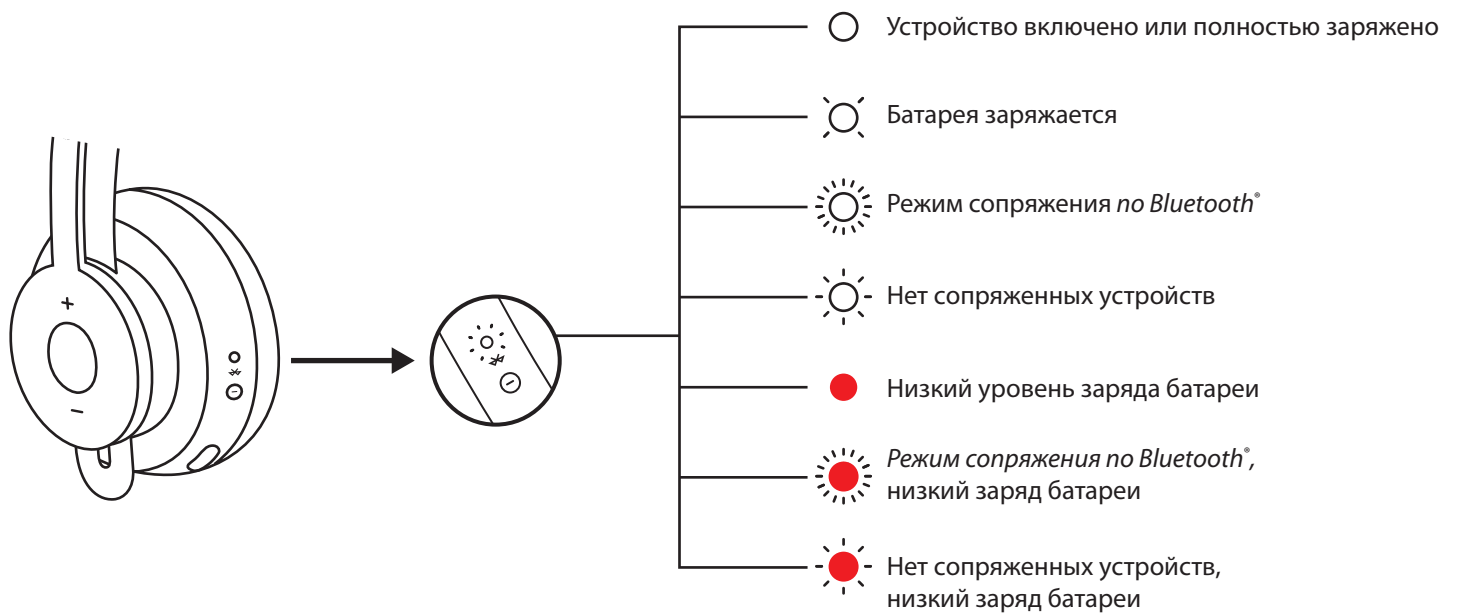 Устройство включено или полностью заряжено
Батарея заряжается
Режим сопряжения по Bluetooth®
Нет сопряженных устройств
Низкий уровень заряда батареи
Режим сопряжения по Bluetooth®,
низкий заряд батареи
Нет сопряженных устройств,
низкий заряд батареи